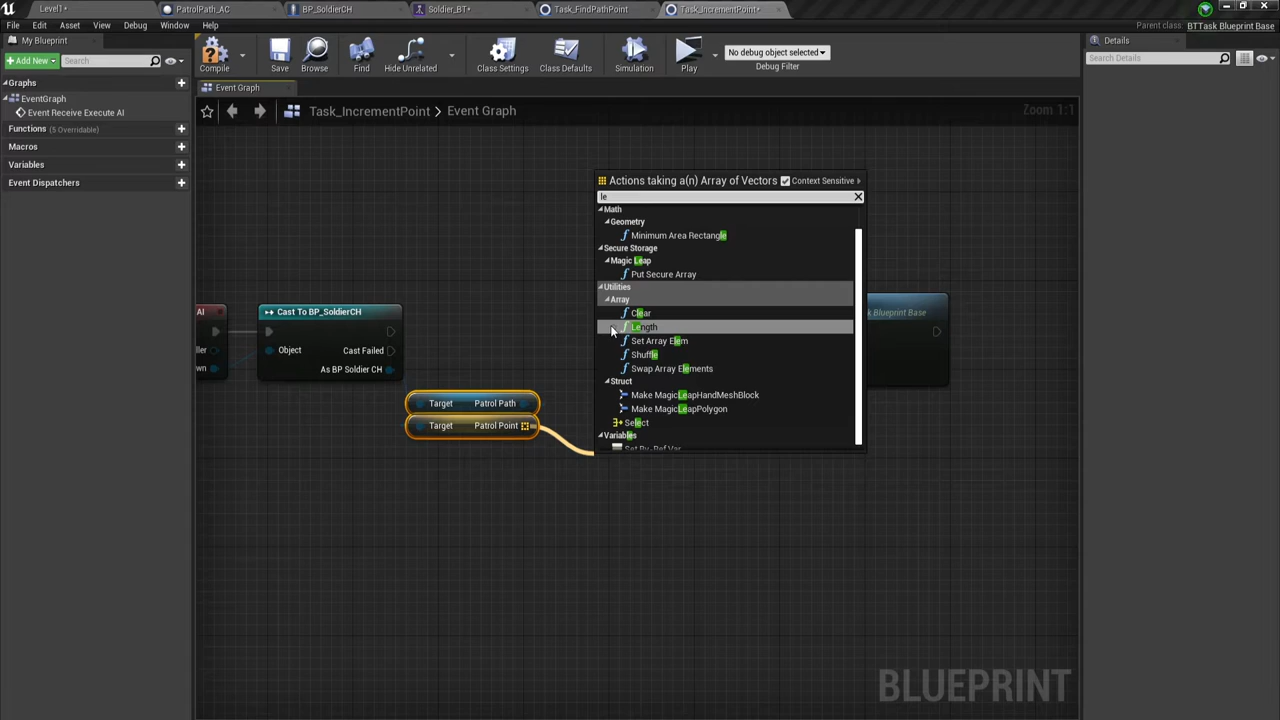 Level1*
PatrolPath_AC
BP_SoldierCH
Soldier_BT*
Task_FindPathPoint
Task_IncrementPoint*
File Edit Asset View Debug Window Help
Parent class: BTTask Blueprint Base
My Blueprint
Details
+Add New
Search
Compile
Save
Browse
Find
Hide Unrelated
Class Settings
Class Defaults
Simulation
Play
No debug object selected
Debug Filter
Search Details
Graphs
EventGraph
Event Receive Execute AI
Functions (5 Overridable)
Macros
Variables
Event Dispatchers
Event Graph
Task_IncrementPoint > Event Graph
Zoom 1:1
Actions taking a(n) Array of Vectors
Context Sensitive
le
Math
Geometry
Minimum Area Rectangle
Secure Storage
Magic Leap
Put Secure Array
Utilities
Array
Clear
Length
Set Array Elem
Shuffle
Swap Array Elements
Struct
Make MagicLeapHandMeshBlock
Make MagicLeapPolygon
Select
Variables
Set By-Ref Var
AI
Cast To BP_SoldierCH
Blueprint Base
Object
Cast Failed
As BP Soldier CH
Target Patrol Path
Target Patrol Point
BLUEPRINT